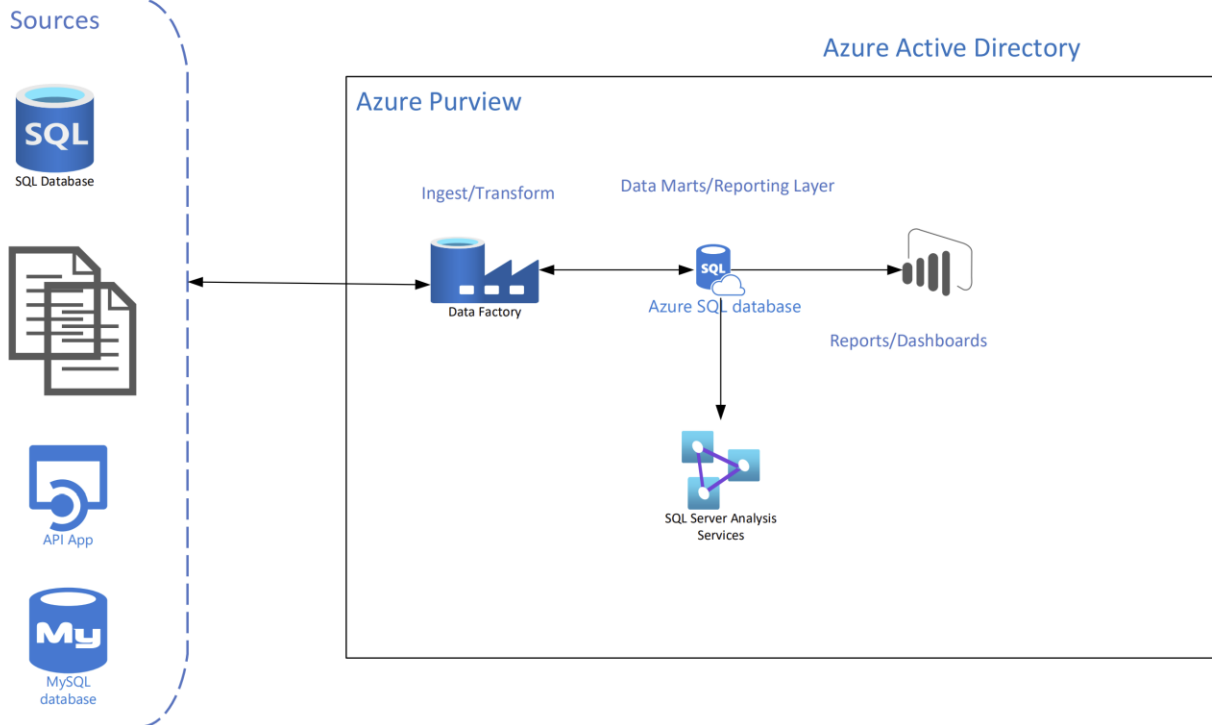 Sources
SQL
SQL Database
API App
My
MySQL
database
Azure Active Directory
Azure Purview
Ingest/Transform
Data Factory
Data Marts/Reporting Layer
SQL
Azure SQL database
Reports/Dashboards
SQL Server Analysis
Services